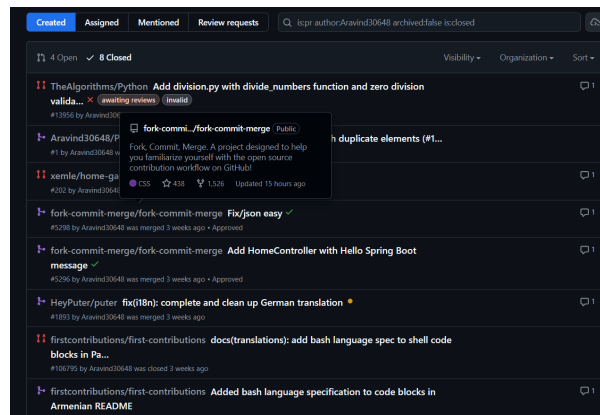 Created Assigned Mentioned Review requests is:pr author:Aravind30648 archived:false is:closed
4 Open 8 Closed Visibility Organization Sort
TheAlgorithms/Python Add division.py with divide_numbers function and zero division 1
valida... awaiting reviews invalid
#13956 by Aravind30
fork-commi.../fork-commit-merge Public
Aravind30648/P h duplicate elements (#1...
#1 by Aravind30648 w
Fork, Commit, Merge. A project designed to help
you familiarize yourself with the open source
contribution workflow on GitHub!
xemle/home-ga 1
#202 by Aravind30648
CSS 438 1,526 Updated 15 hours ago
fork-commit-merge/fork-commit-merge Fix/json easy 1
#5298 by Aravind30648 was merged 3 weeks ago • Approved
fork-commit-merge/fork-commit-merge Add HomeController with Hello Spring Boot 1
message
#5296 by Aravind30648 was merged 3 weeks ago • Approved
HeyPuter/puter fix(i18n): complete and clean up German translation 1
#1893 by Aravind30648 was merged 3 weeks ago
firstcontributions/first-contributions docs(translations): add bash language spec to shell code
blocks in Pa...
#106795 by Aravind30648 was closed 3 weeks ago
firstcontributions/first-contributions Added bash language specification to code blocks in 1
Armenian README